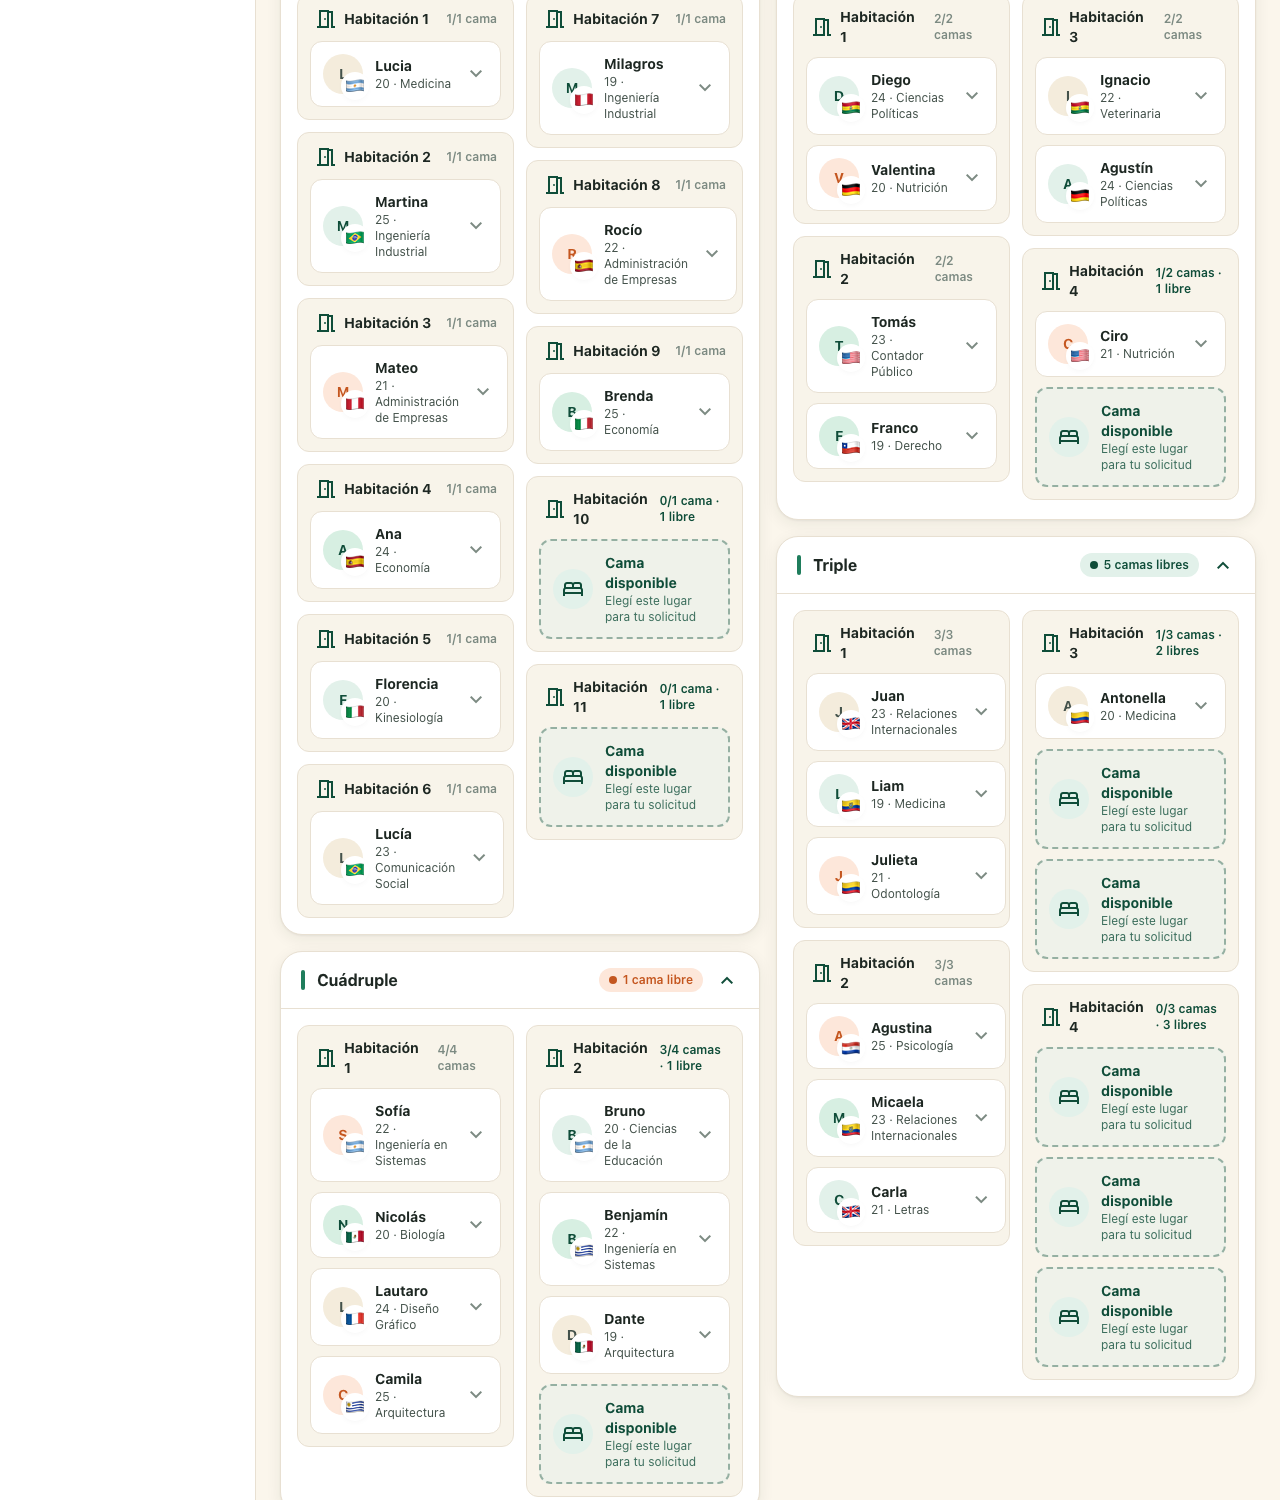 Habitación 1
1/1 cama
L
Lucia
20 · Medicina
Habitación 2
1/1 cama
M
Martina
25 ·
Ingeniería
Industrial
Habitación 3
1/1 cama
M
Mateo
21 ·
Administración
de Empresas
Habitación 4
1/1 cama
A
Ana
24 ·
Economía
Habitación 5
1/1 cama
F
Florencia
20 ·
Kinesiología
Habitación 6
1/1 cama
L
Lucía
23 ·
Comunicación
Social
Habitación 7
1/1 cama
M
Milagros
19 ·
Ingeniería
Industrial
Habitación 8
1/1 cama
R
Rocío
22 ·
Administración
de Empresas
Habitación 9
1/1 cama
B
Brenda
25 ·
Economía
Habitación
10
0/1 cama ·
1 libre
Cama
disponible
Elegí este lugar
para tu solicitud
Habitación
11
0/1 cama ·
1 libre
Cama
disponible
Elegí este lugar
para tu solicitud
Cuádruple
1 cama libre
Habitación
1
4/4
camas
S
Sofía
22 ·
Ingeniería en
Sistemas
N
Nicolás
20 · Biología
L
Lautaro
24 · Diseño
Gráfico
C
Camila
25 ·
Arquitectura
Habitación
2
3/4 camas
· 1 libre
B
Bruno
20 · Ciencias
de la
Educación
B
Benjamín
22 ·
Ingeniería en
Sistemas
D
Dante
19 ·
Arquitectura
Cama
disponible
Elegí este lugar
para tu solicitud
Habitación
1
2/2
camas
D
Diego
24 · Ciencias
Políticas
V
Valentina
20 · Nutrición
Habitación
2
2/2
camas
T
Tomás
23 ·
Contador
Público
F
Franco
19 · Derecho
Habitación
3
2/2
camas
I
Ignacio
22 ·
Veterinaria
A
Agustín
24 · Ciencias
Políticas
Habitación
4
1/2 camas ·
1 libre
C
Ciro
21 · Nutrición
Cama
disponible
Elegí este lugar
para tu solicitud
Triple
5 camas libres
Habitación
1
3/3
camas
J
Juan
23 · Relaciones
Internacionales
L
Liam
19 · Medicina
J
Julieta
21 ·
Odontología
Habitación
2
3/3
camas
A
Agustina
25 · Psicología
M
Micaela
23 · Relaciones
Internacionales
C
Carla
21 · Letras
Habitación
3
1/3 camas ·
2 libres
A
Antonella
20 · Medicina
Cama
disponible
Elegí este lugar
para tu solicitud
Cama
disponible
Elegí este lugar
para tu solicitud
Habitación
4
0/3 camas
· 3 libres
Cama
disponible
Elegí este lugar
para tu solicitud
Cama
disponible
Elegí este lugar
para tu solicitud
Cama
disponible
Elegí este lugar
para tu solicitud